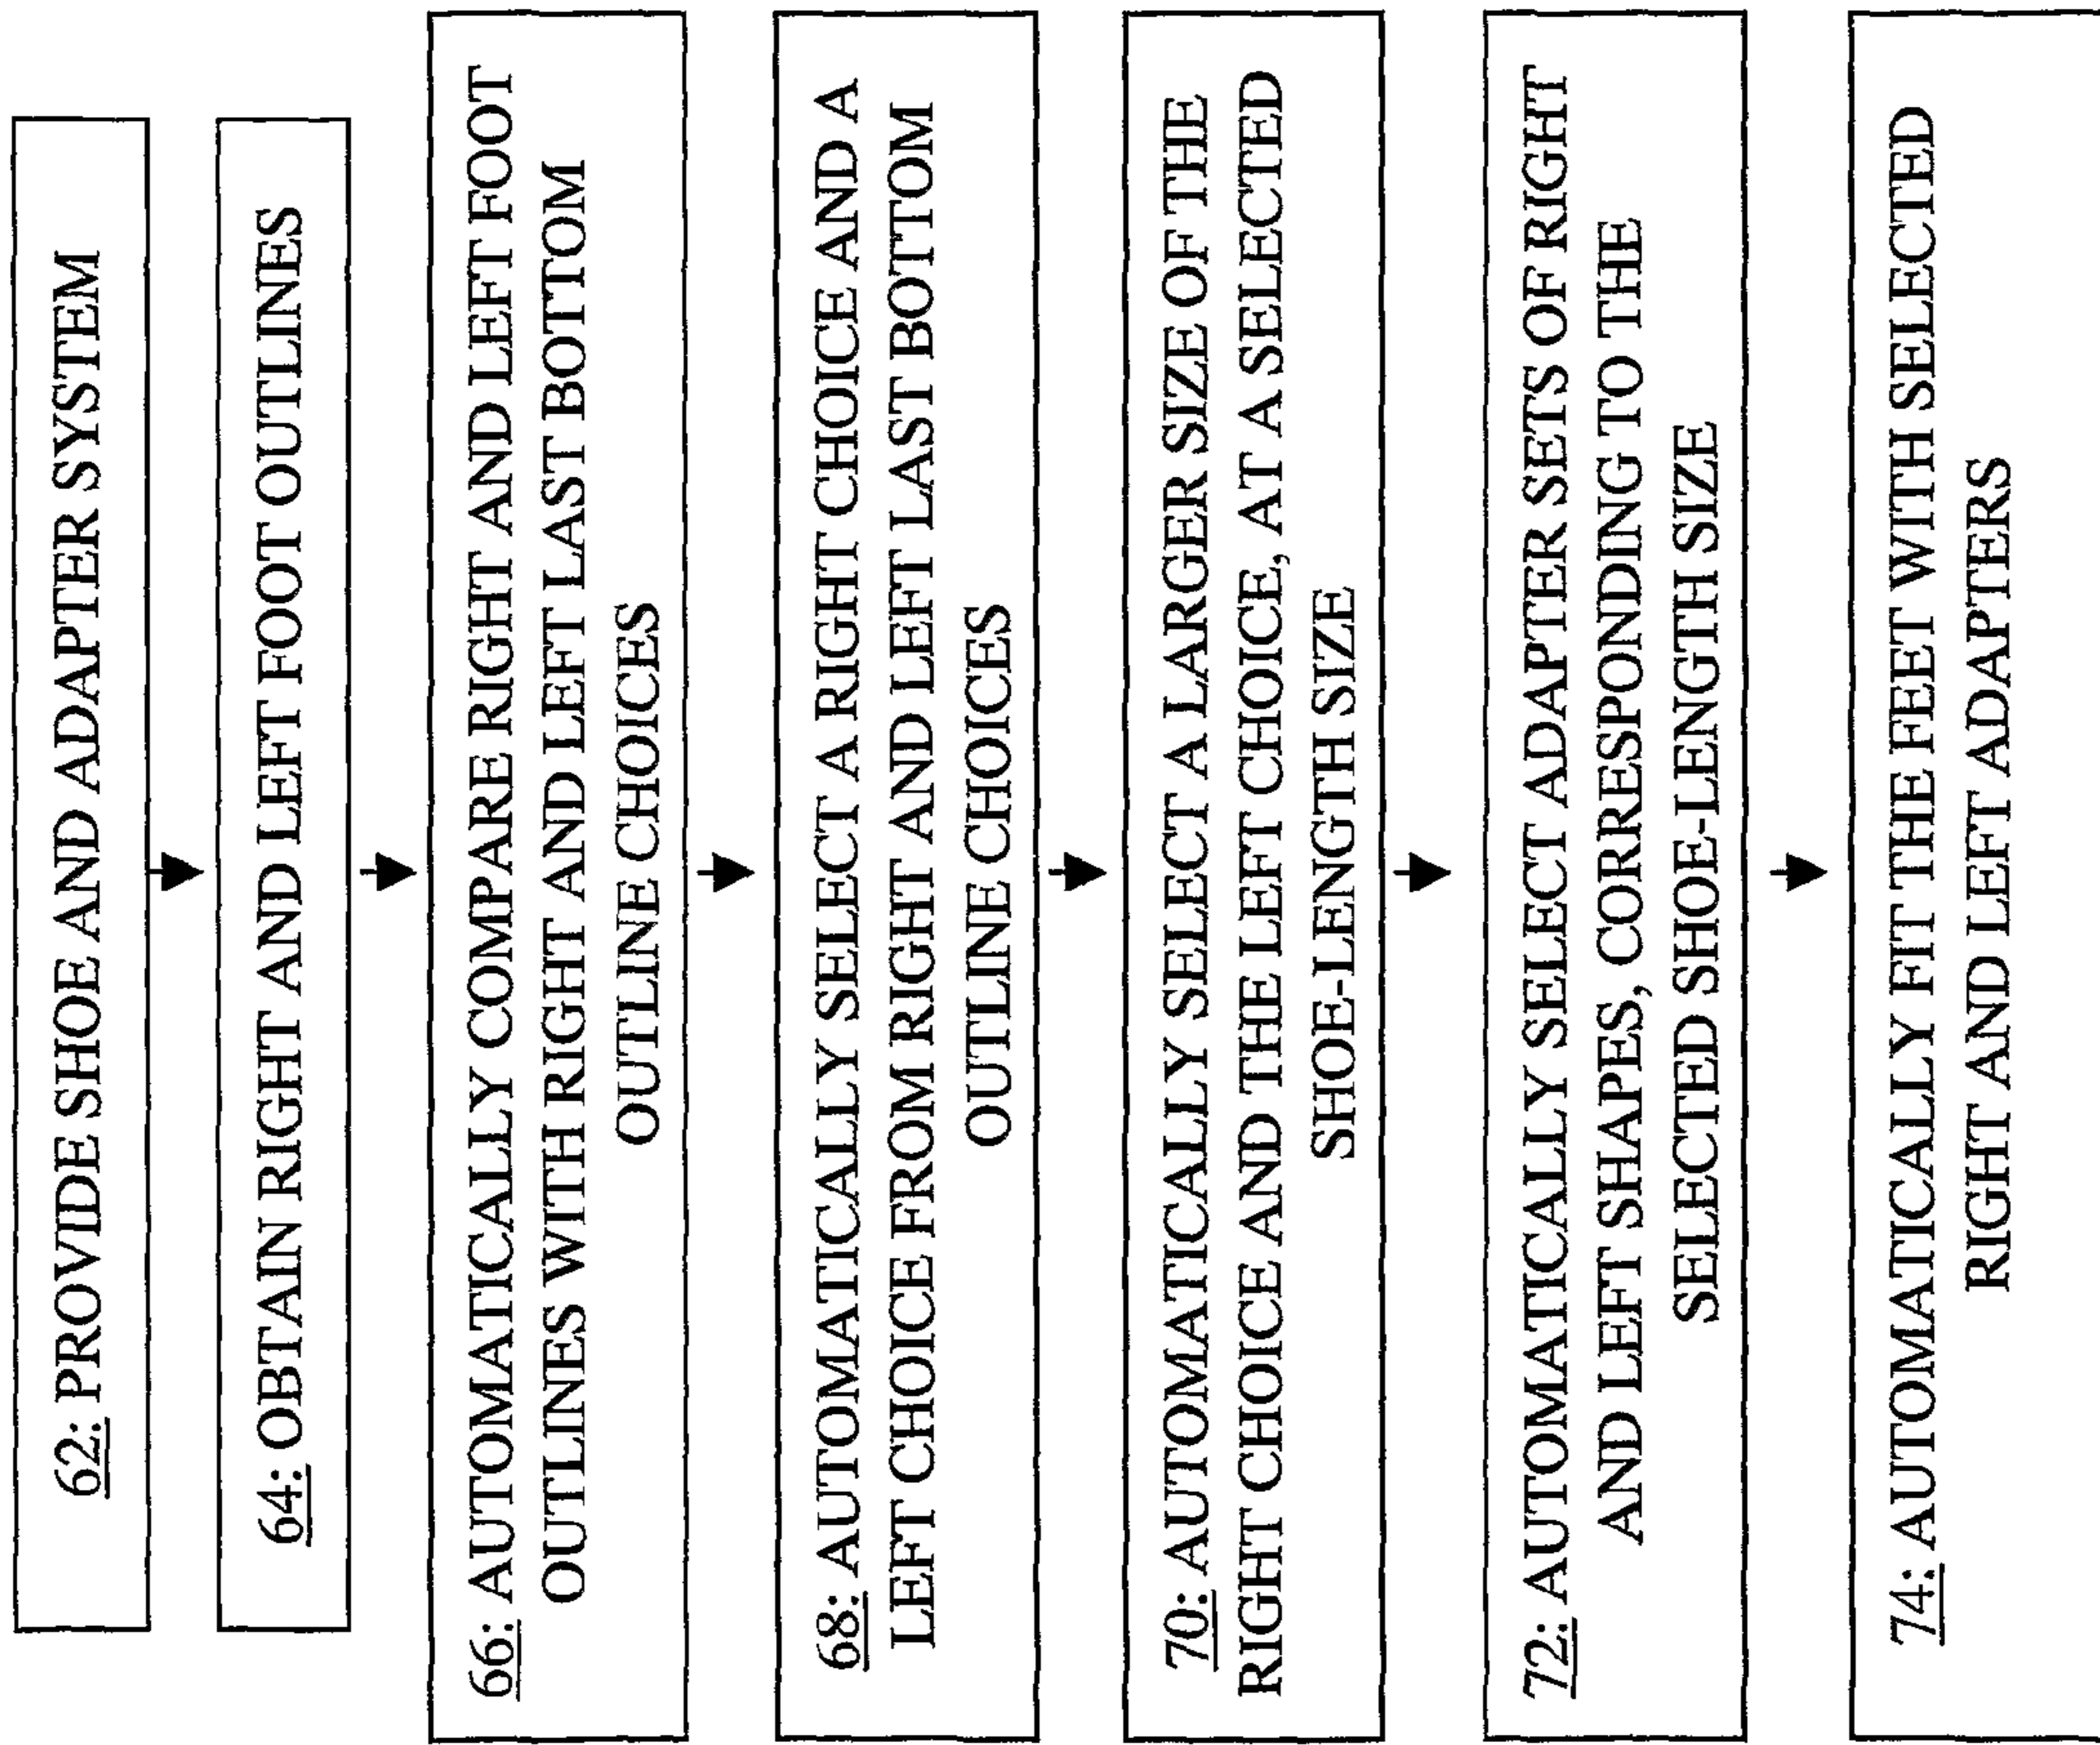 62: PROVIDE SHOE AND ADAPTER SYSTEM
64: OBTAIN RIGHT AND LEFT FOOT OUTLINES
66: AUTOMATICALLY COMPARE RIGHT AND LEFT FOOT
OUTLINES WITH RIGHT AND LEFT LAST BOTTOM
OUTLINE CHOICES
68: AUTOMATICALLY SELECT A RIGHT CHOICE AND A
LEFT CHOICE FROM RIGHT AND LEFT LAST BOTTOM
OUTLINE CHOICES
70: AUTOMATICALLY SELECT A LARGER SIZE OF THE
RIGHT CHOICE AND THE LEFT CHOICE, AT A SELECTED
SHOE-LENGTH SIZE
72: AUTOMATICALLY SELECT ADAPTER SETS OF RIGHT
AND LEFT SHAPES, CORRESPONDING TO THE
SELECTED SHOE-LENGTH SIZE
74: AUTOMATICALLY FIT THE FEET WITH SELECTED
RIGHT AND LEFT ADAPTERS